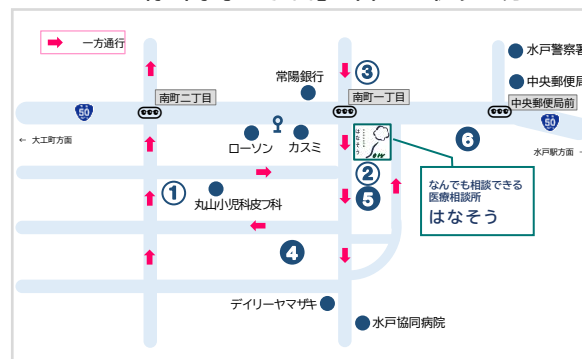 一方通行
水戸警察署
③
常陽銀行
中央郵便局
南町二丁目
南町一丁目
中央郵便局前
50
50
はなそう
⑥
← 大工町方面
ローソン
カスミ
水戸駅方面
②
なんでも相談できる
医療相談所
はなそう
①
⑤
丸山小児科皮フ科
④
デイリーヤマザキ
水戸協同病院